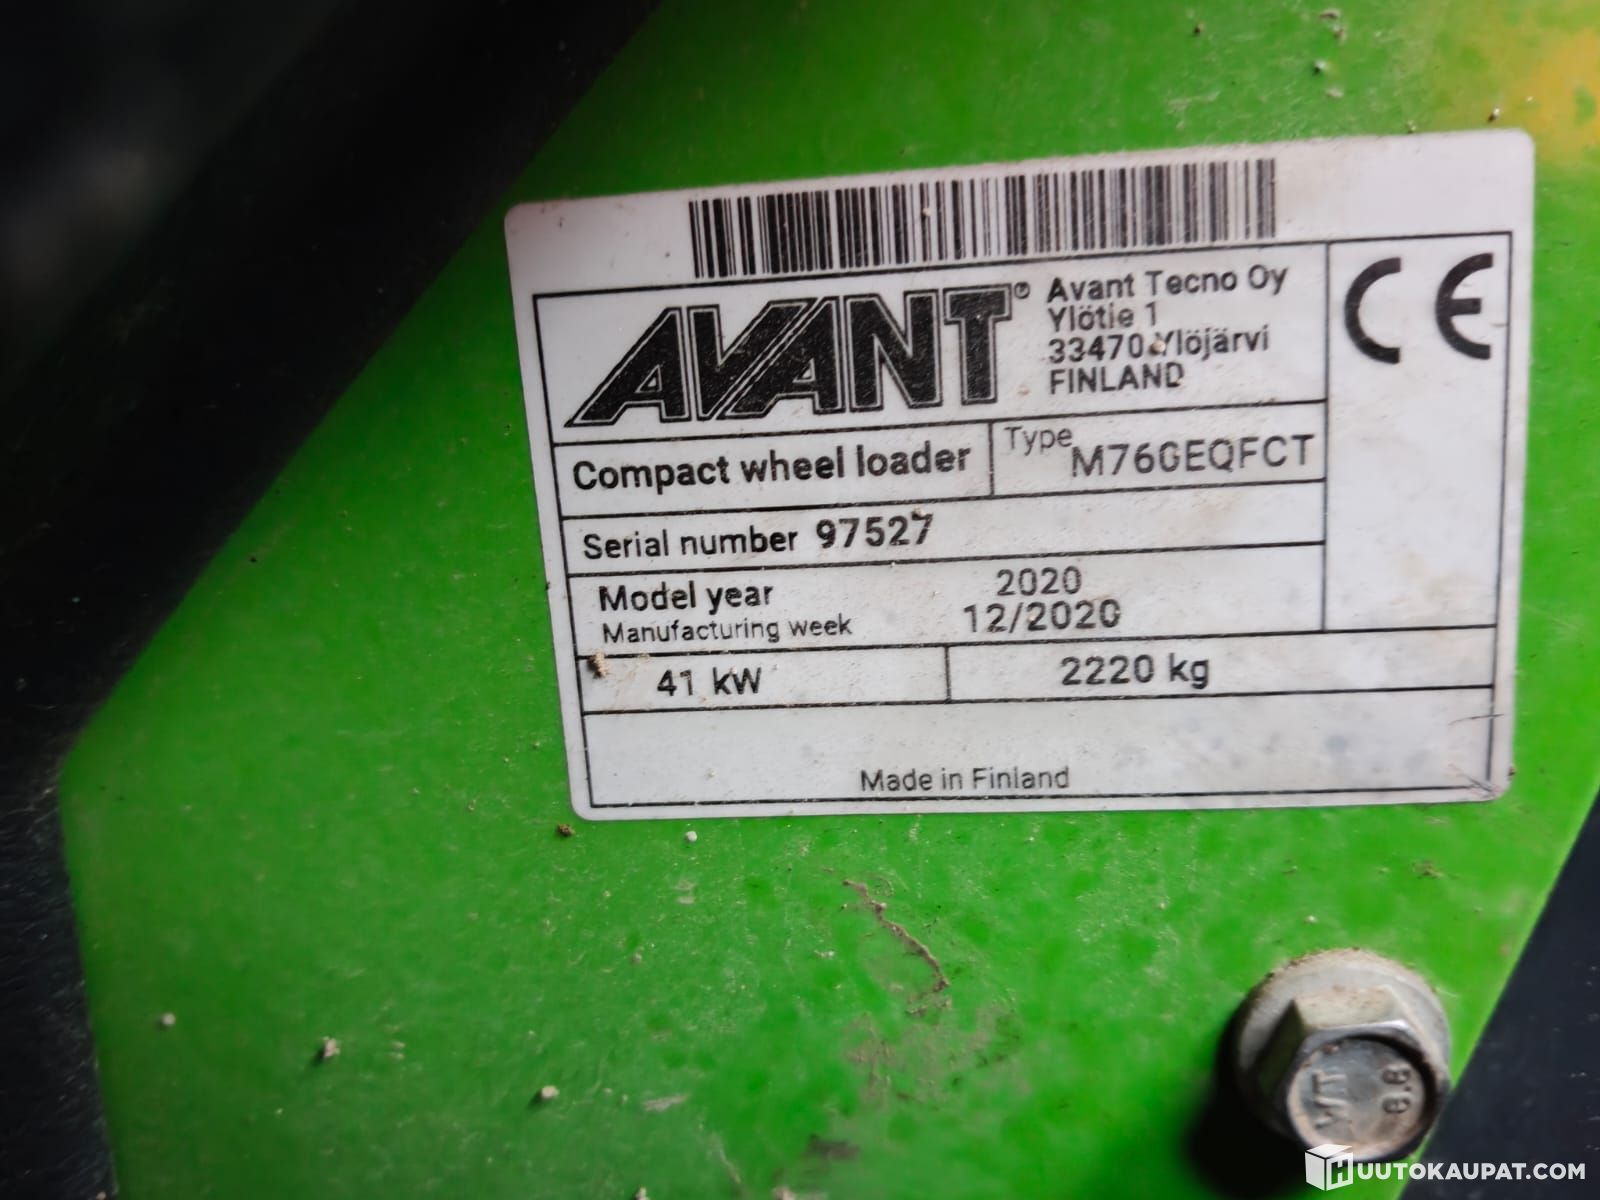 AVANT®
Avant Tecno Oy
Ylötie 1
33470 Ylöjärvi
FINLAND
CE
Compact wheel loader
Type M760EQFCT
Serial number 97527
Model year 2020
Manufacturing week 12/2020
41 kW
2220 kg
Made in Finland
8.8
HUUTOKAUPAT.COM